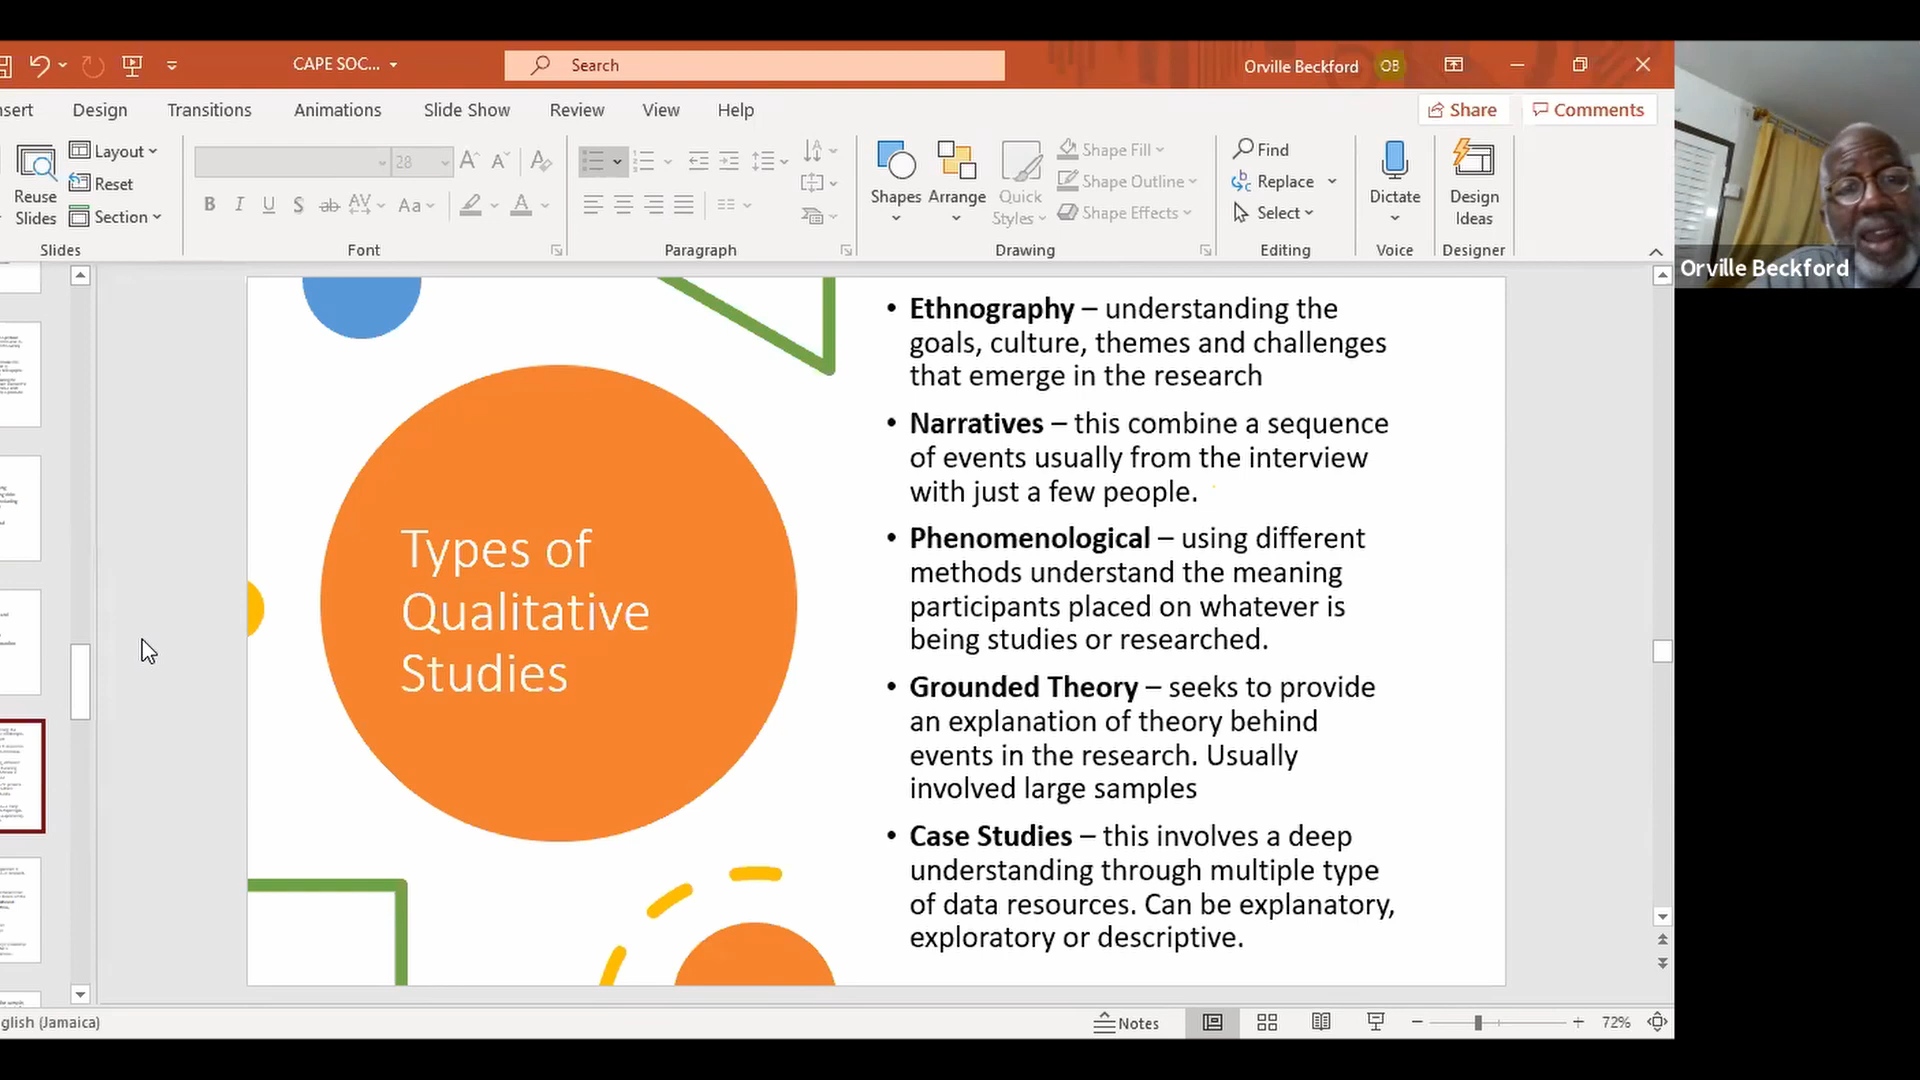 CAPE SOC...
Search
Orville Beckford
OB
nsert
Design
Transitions
Animations
Slide Show
Review
View
Help
Share
Comments
Reuse
Slides
Layout
Reset
Section
Slides
28
B I U S ab AV Aa A
Font
Paragraph
Shapes
Arrange
Quick
Styles
Shape Fill
Shape Outline
Shape Effects
Drawing
Find
Replace
Select
Editing
Dictate
Voice
Design
Ideas
Designer
Orville Beckford
Types of
Qualitative
Studies
• Ethnography – understanding the
goals, culture, themes and challenges
that emerge in the research
• Narratives – this combine a sequence
of events usually from the interview
with just a few people.
• Phenomenological – using different
methods understand the meaning
participants placed on whatever is
being studies or researched.
• Grounded Theory – seeks to provide
an explanation of theory behind
events in the research. Usually
involved large samples
• Case Studies – this involves a deep
understanding through multiple type
of data resources. Can be explanatory,
exploratory or descriptive.
glish (Jamaica)
Notes
72%